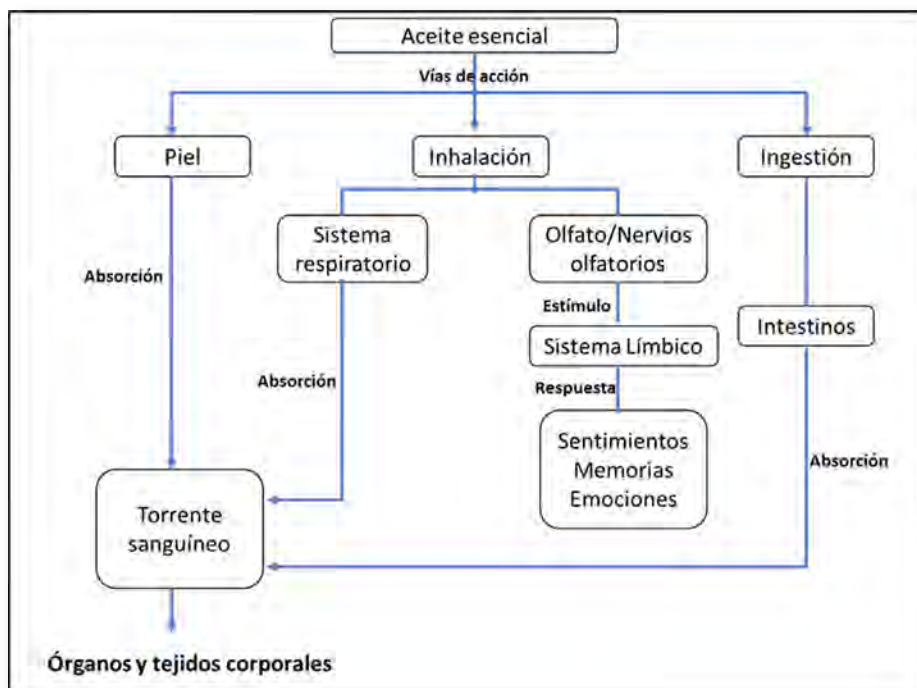 Aceite esencial
Vías de acción
Piel
Inhalación
Ingestión
Sistema
respiratorio
Olfato/Nervios
olfatorios
Absorción
Estímulo
Intestinos
Sistema Límbico
Absorción
Respuesta
Sentimientos
Memorías
Emociones
Absorción
Torrente
sanguíneo
Órganos y tejidos corporales